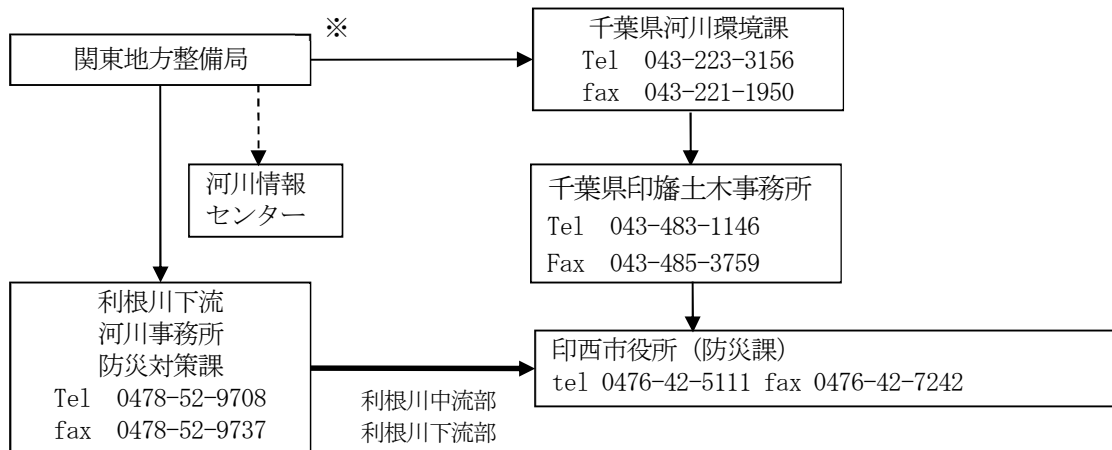 関東地方整備局
※
千葉県河川環境課
Tel 043-223-3156
fax 043-221-1950
河川情報
センター
千葉県印旛土木事務所
Tel 043-483-1146
Fax 043-485-3759
利根川下流
河川事務所
防災対策課
Tel 0478-52-9708
fax 0478-52-9737
利根川中流部
利根川下流部
印西市役所（防災課）
tel 0476-42-5111 fax 0476-42-7242